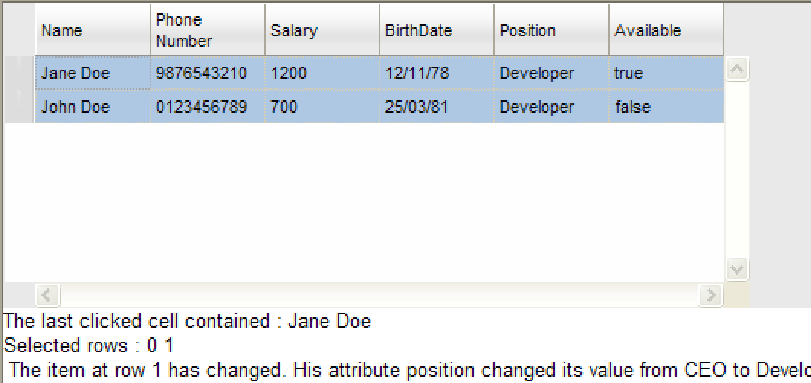 Name Phone Number Salary BirthDate Position Available
Jane Doe 9876543210 1200 12/11/78 Developer true
John Doe 0123456789 700 25/03/81 Developer false
The last clicked cell contained : Jane Doe
Selected rows : 0 1
The item at row 1 has changed. His attribute position changed its value from CEO to Develo